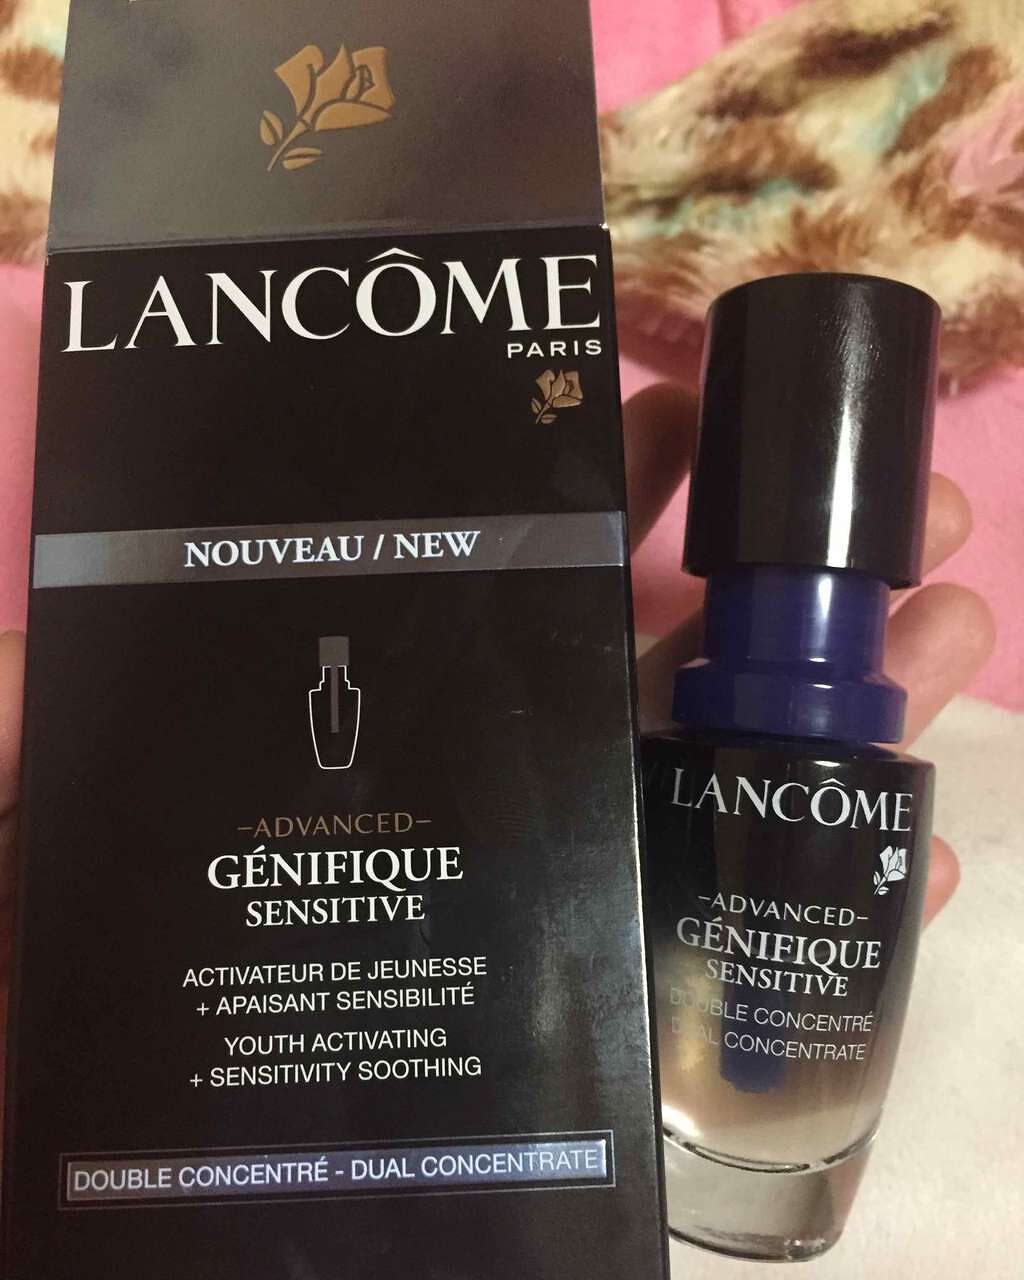 LANCÔME
PARIS
NOUVEAU / NEW
–ADVANCED–
GÉNIFIQUE
SENSITIVE
ACTIVATEUR DE JEUNESSE
+ APAISANT SENSIBILITÉ
YOUTH ACTIVATING
+ SENSITIVITY SOOTHING
DOUBLE CONCENTRÉ - DUAL CONCENTRATE
LANCÔME
–ADVANCED–
GÉNIFIQUE
SENSITIVE
DOUBLE CONCENTRÉ
DUAL CONCENTRATE